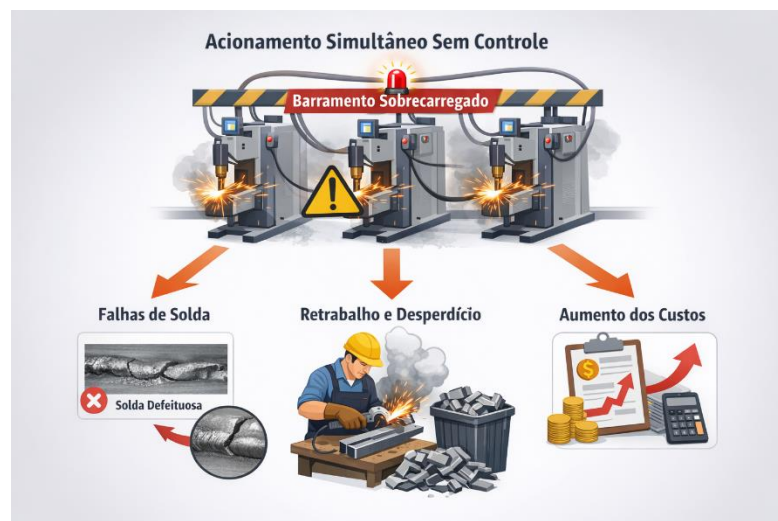 Acionamento Simultâneo Sem Controle
Barramento Sobrecarregado
Falhas de Solda
Retrabalho e Desperdício
Aumento dos Custos
Solda Defeituosa
$